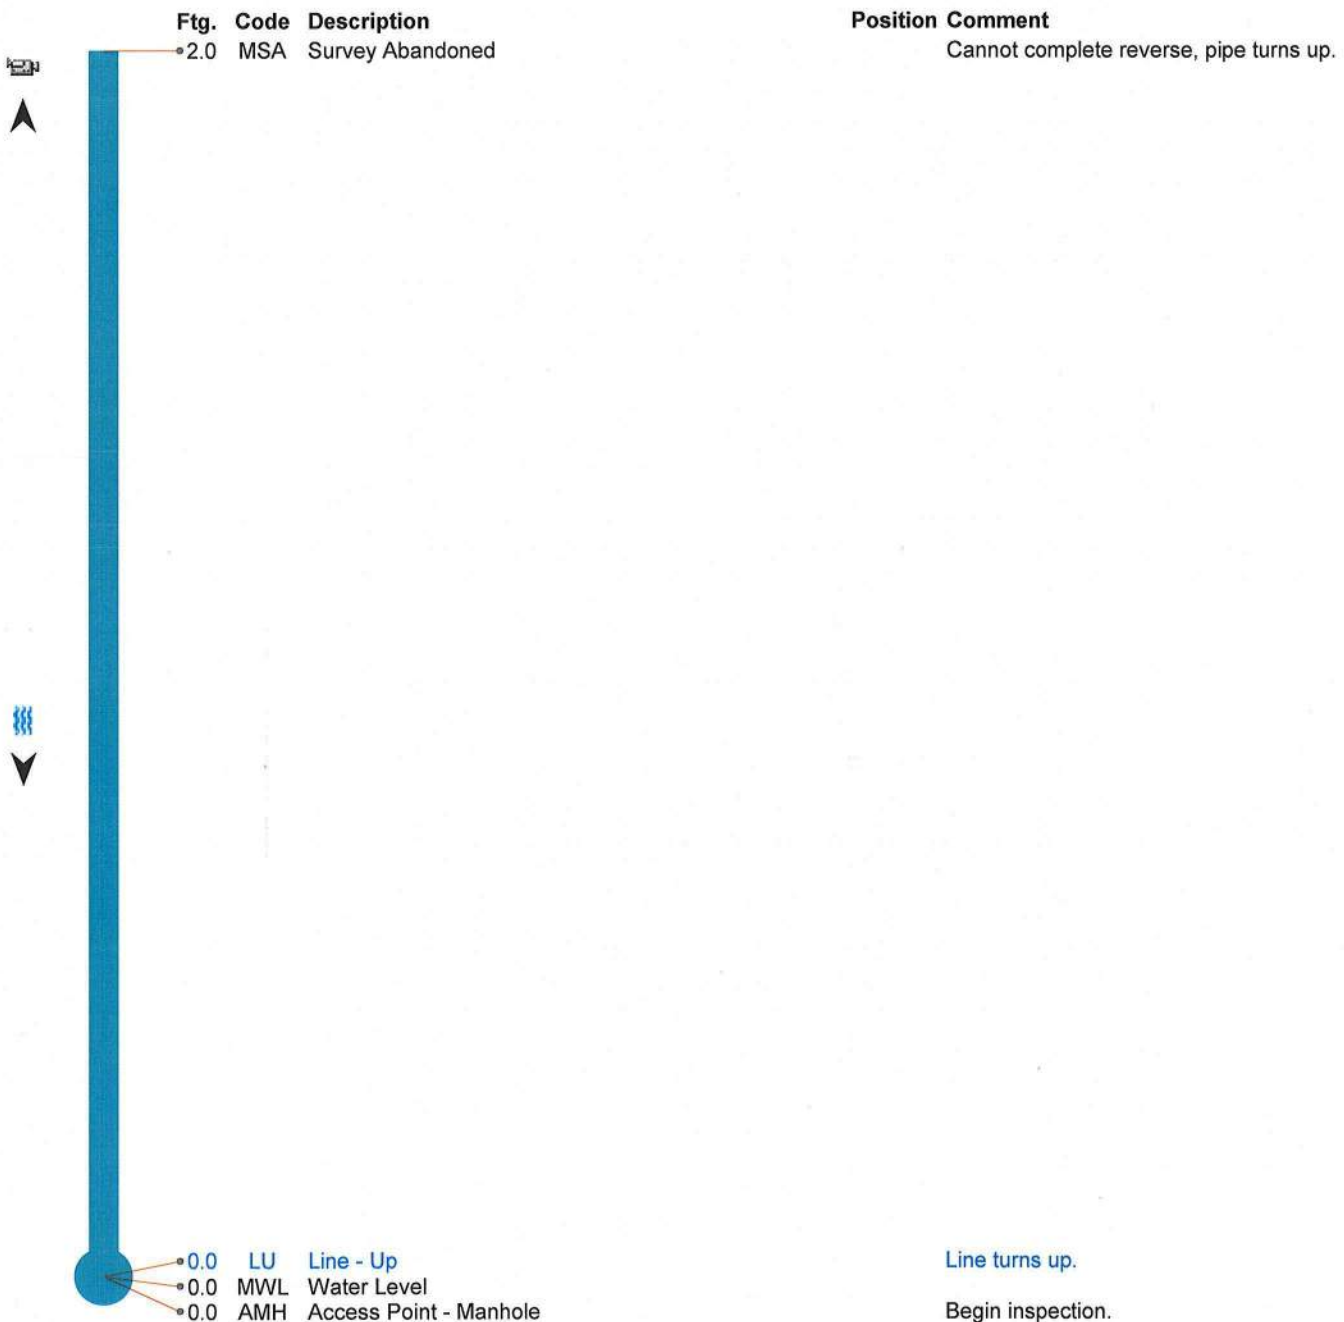 Ftg. Code Description Position Comment
2.0 MSA Survey Abandoned Cannot complete reverse, pipe turns up.
0.0 LU Line - Up Line turns up.
0.0 MWL Water Level
0.0 AMH Access Point - Manhole Begin inspection.